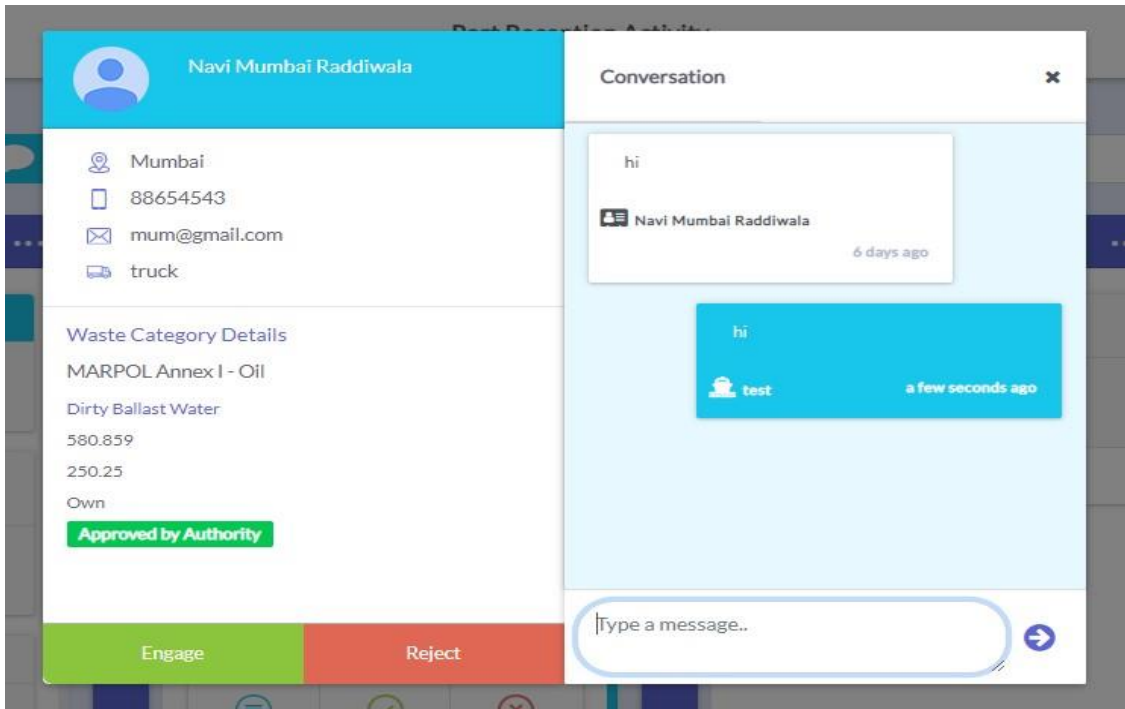 Navi Mumbai Raddiwala
Mumbai
88654543
mum@gmail.com
truck
Waste Category Details
MARPOL Annex I - Oil
Dirty Ballast Water
580.859
250.25
Own
Approved by Authority
Engage
Reject
Conversation
hi
Navi Mumbai Raddiwala
6 days ago
hi
test
a few seconds ago
Type a message..